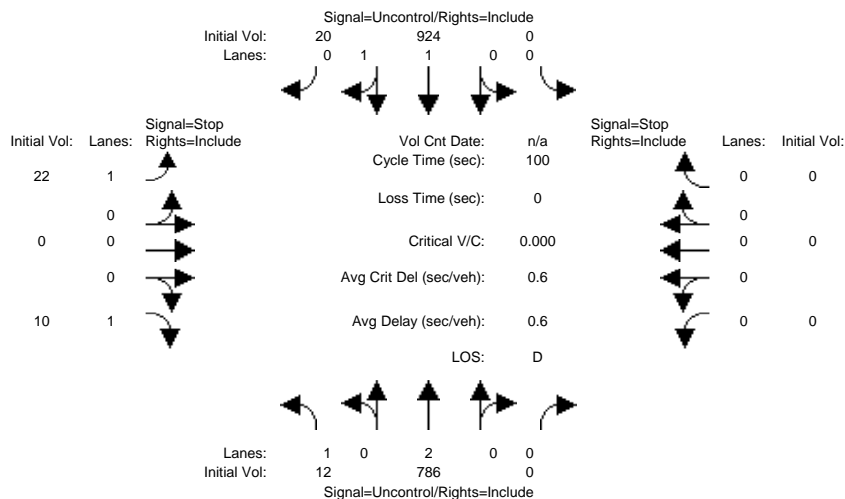 Signal=Uncontrol/Rights=Include
Initial Vol: 20 924 0
Lanes: 0 1 1 0 0
Signal=Stop
Initial Vol: Lanes: Rights=Include
Vol Cnt Date: n/a
Signal=Stop
Rights=Include Lanes: Initial Vol:
Cycle Time (sec): 100
22 1
0 0
Loss Time (sec): 0
0
0
0 0
Critical V/C: 0.000
0 0
0
Avg Crit Del (sec/veh): 0.6
0
10 1
Avg Delay (sec/veh): 0.6
0 0
LOS: D
Lanes: 1 0 2 0 0
Initial Vol: 12 786 0
Signal=Uncontrol/Rights=Include